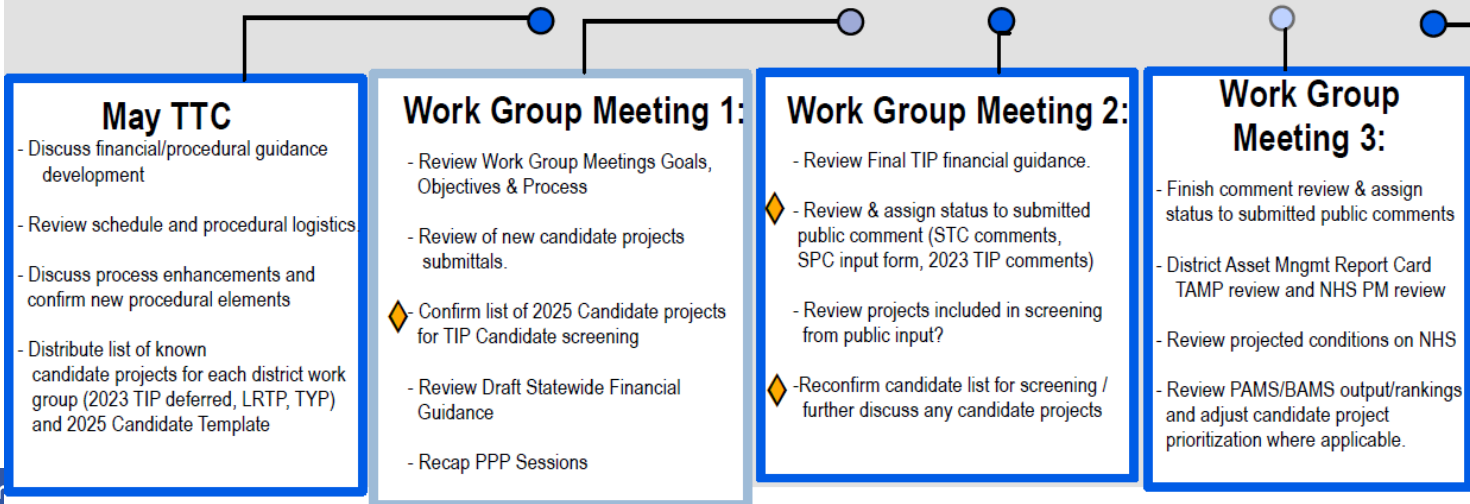 May TTC
- Discuss financial/procedural guidance
development
- Review schedule and procedural logistics.
- Discuss process enhancements and
confirm new procedural elements
- Distribute list of known
candidate projects for each district work
group (2023 TIP deferred, LRTP, TYP)
and 2025 Candidate Template
Work Group Meeting 1:
- Review Work Group Meetings Goals,
Objectives & Process
- Review of new candidate projects
submittals.
- Confirm list of 2025 Candidate projects
for TIP Candidate screening
- Review Draft Statewide Financial
Guidance
- Recap PPP Sessions
Work Group Meeting 2:
- Review Final TIP financial guidance.
- Review & assign status to submitted
public comment (STC comments,
SPC input form, 2023 TIP comments)
- Review projects included in screening
from public input?
-Reconfirm candidate list for screening /
further discuss any candidate projects
Work Group
Meeting 3:
- Finish comment review & assign
status to submitted public comments
- District Asset Mngmt Report Card
TAMP review and NHS PM review
- Review projected conditions on NHS
- Review PAMS/BAMS output/rankings
and adjust candidate project
prioritization where applicable.